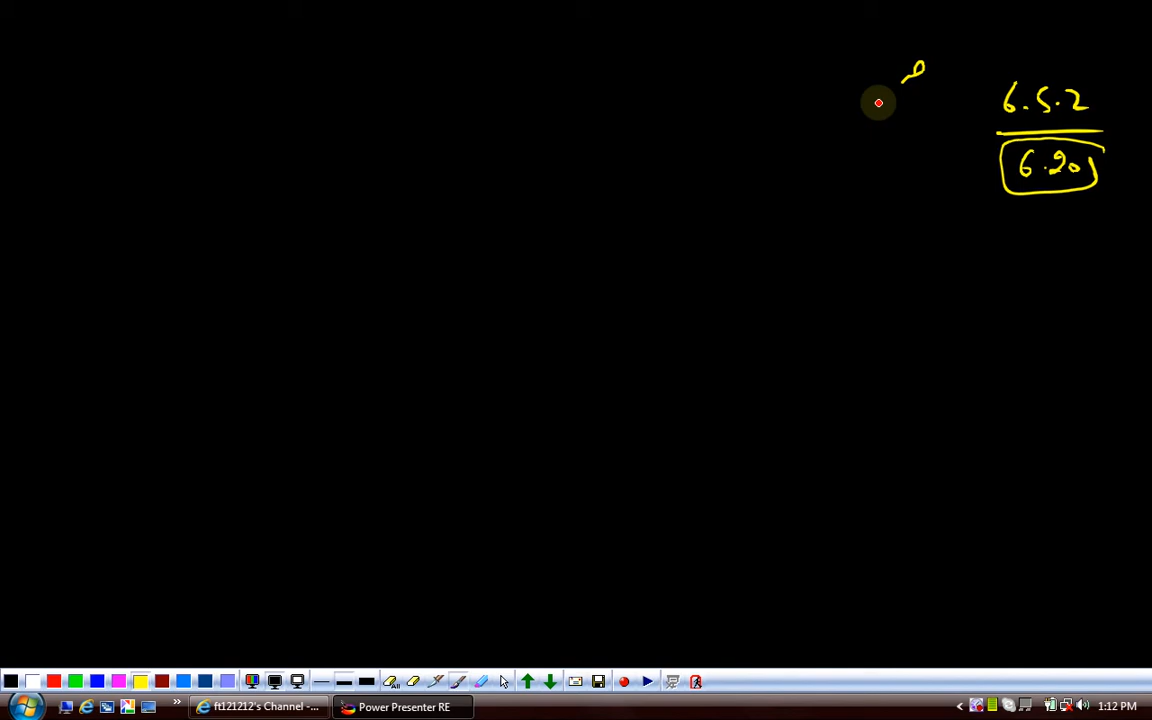 6.5.2
6.20
ft121212's Channel -...
Power Presenter RE
1:12 PM